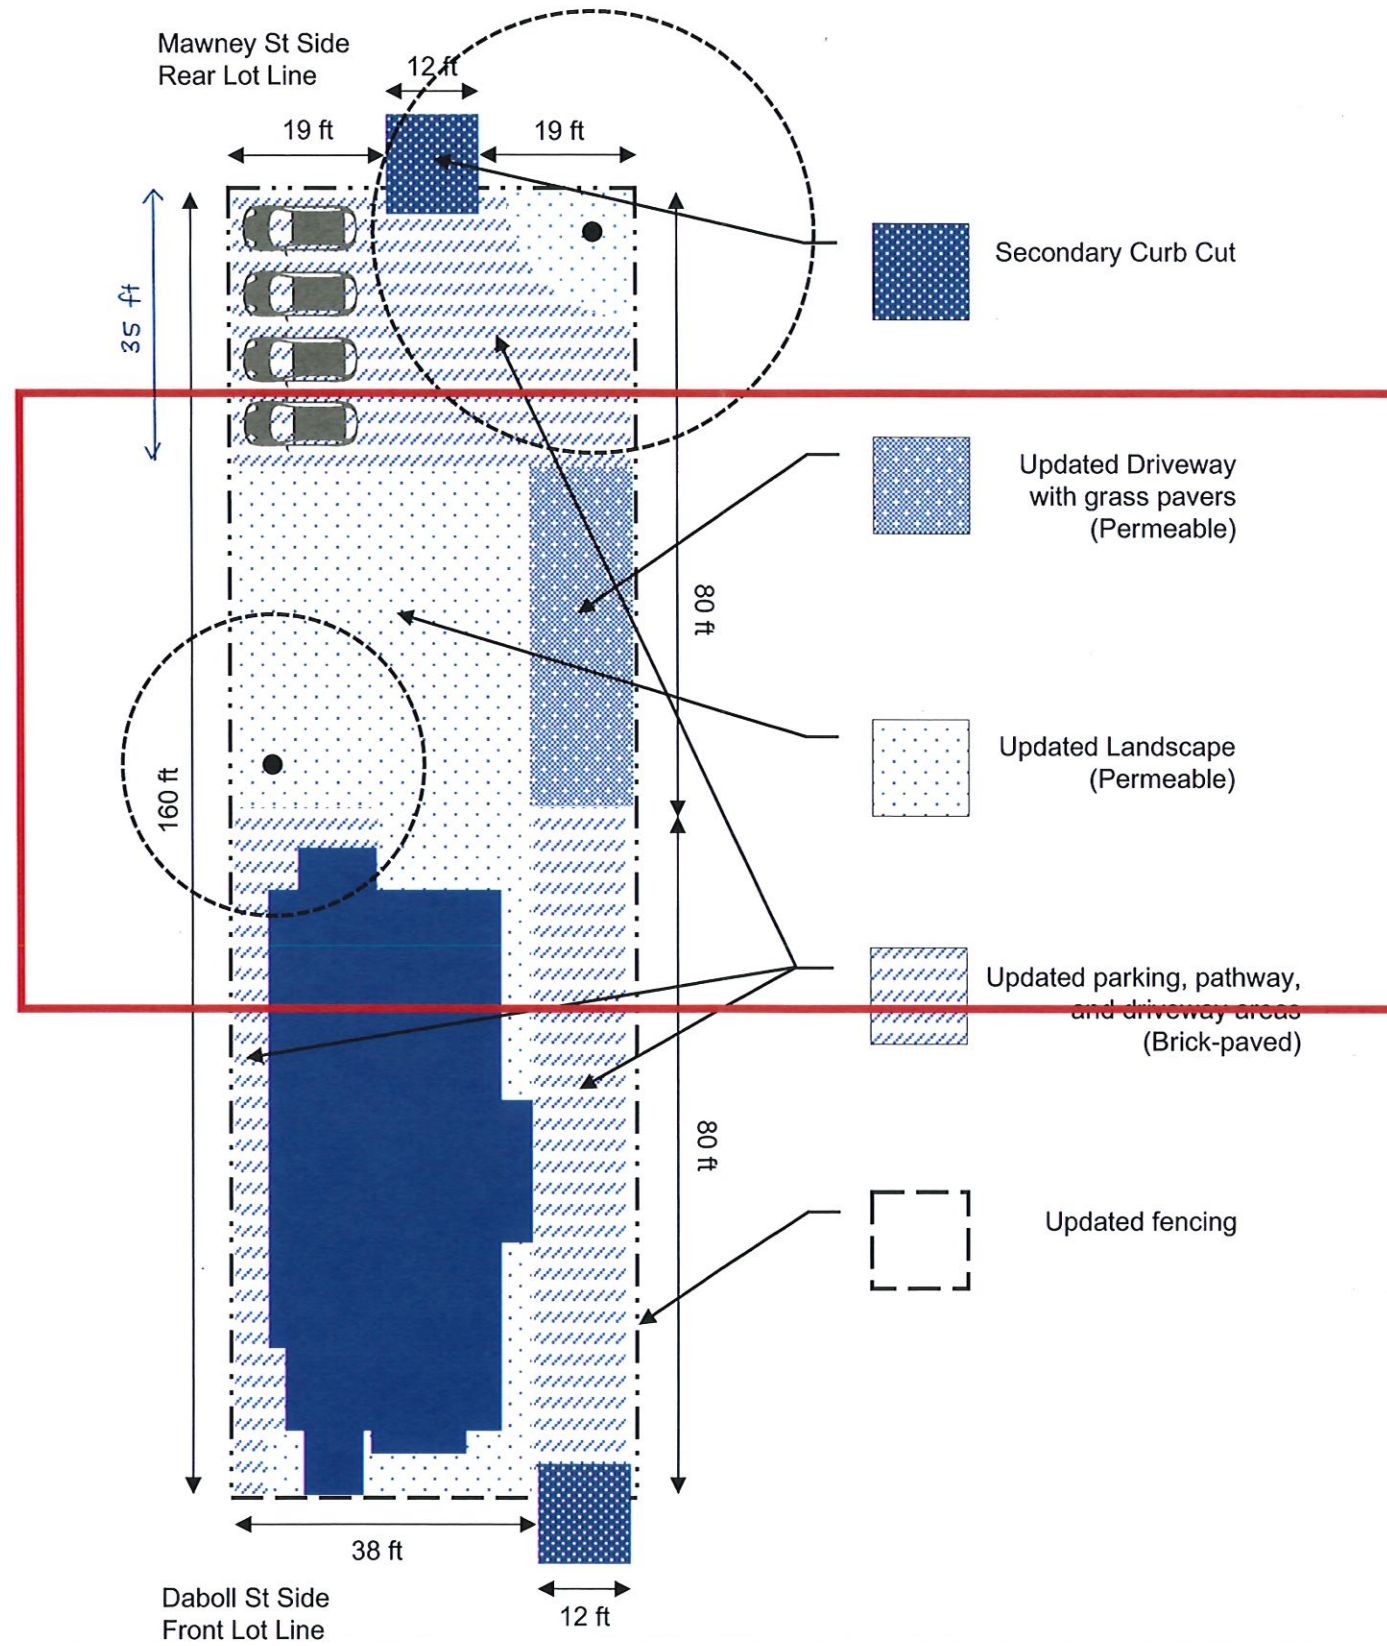 Mawney St Side
Rear Lot Line
12 ft
19 ft
19 ft
35 ft
Secondary Curb Cut
Updated Driveway
with grass pavers
(Permeable)
80 ft
Updated Landscape
(Permeable)
160 ft
Updated parking, pathway,
and driveway areas
(Brick-paved)
80 ft
Updated fencing
38 ft
Daboll St Side
Front Lot Line
12 ft